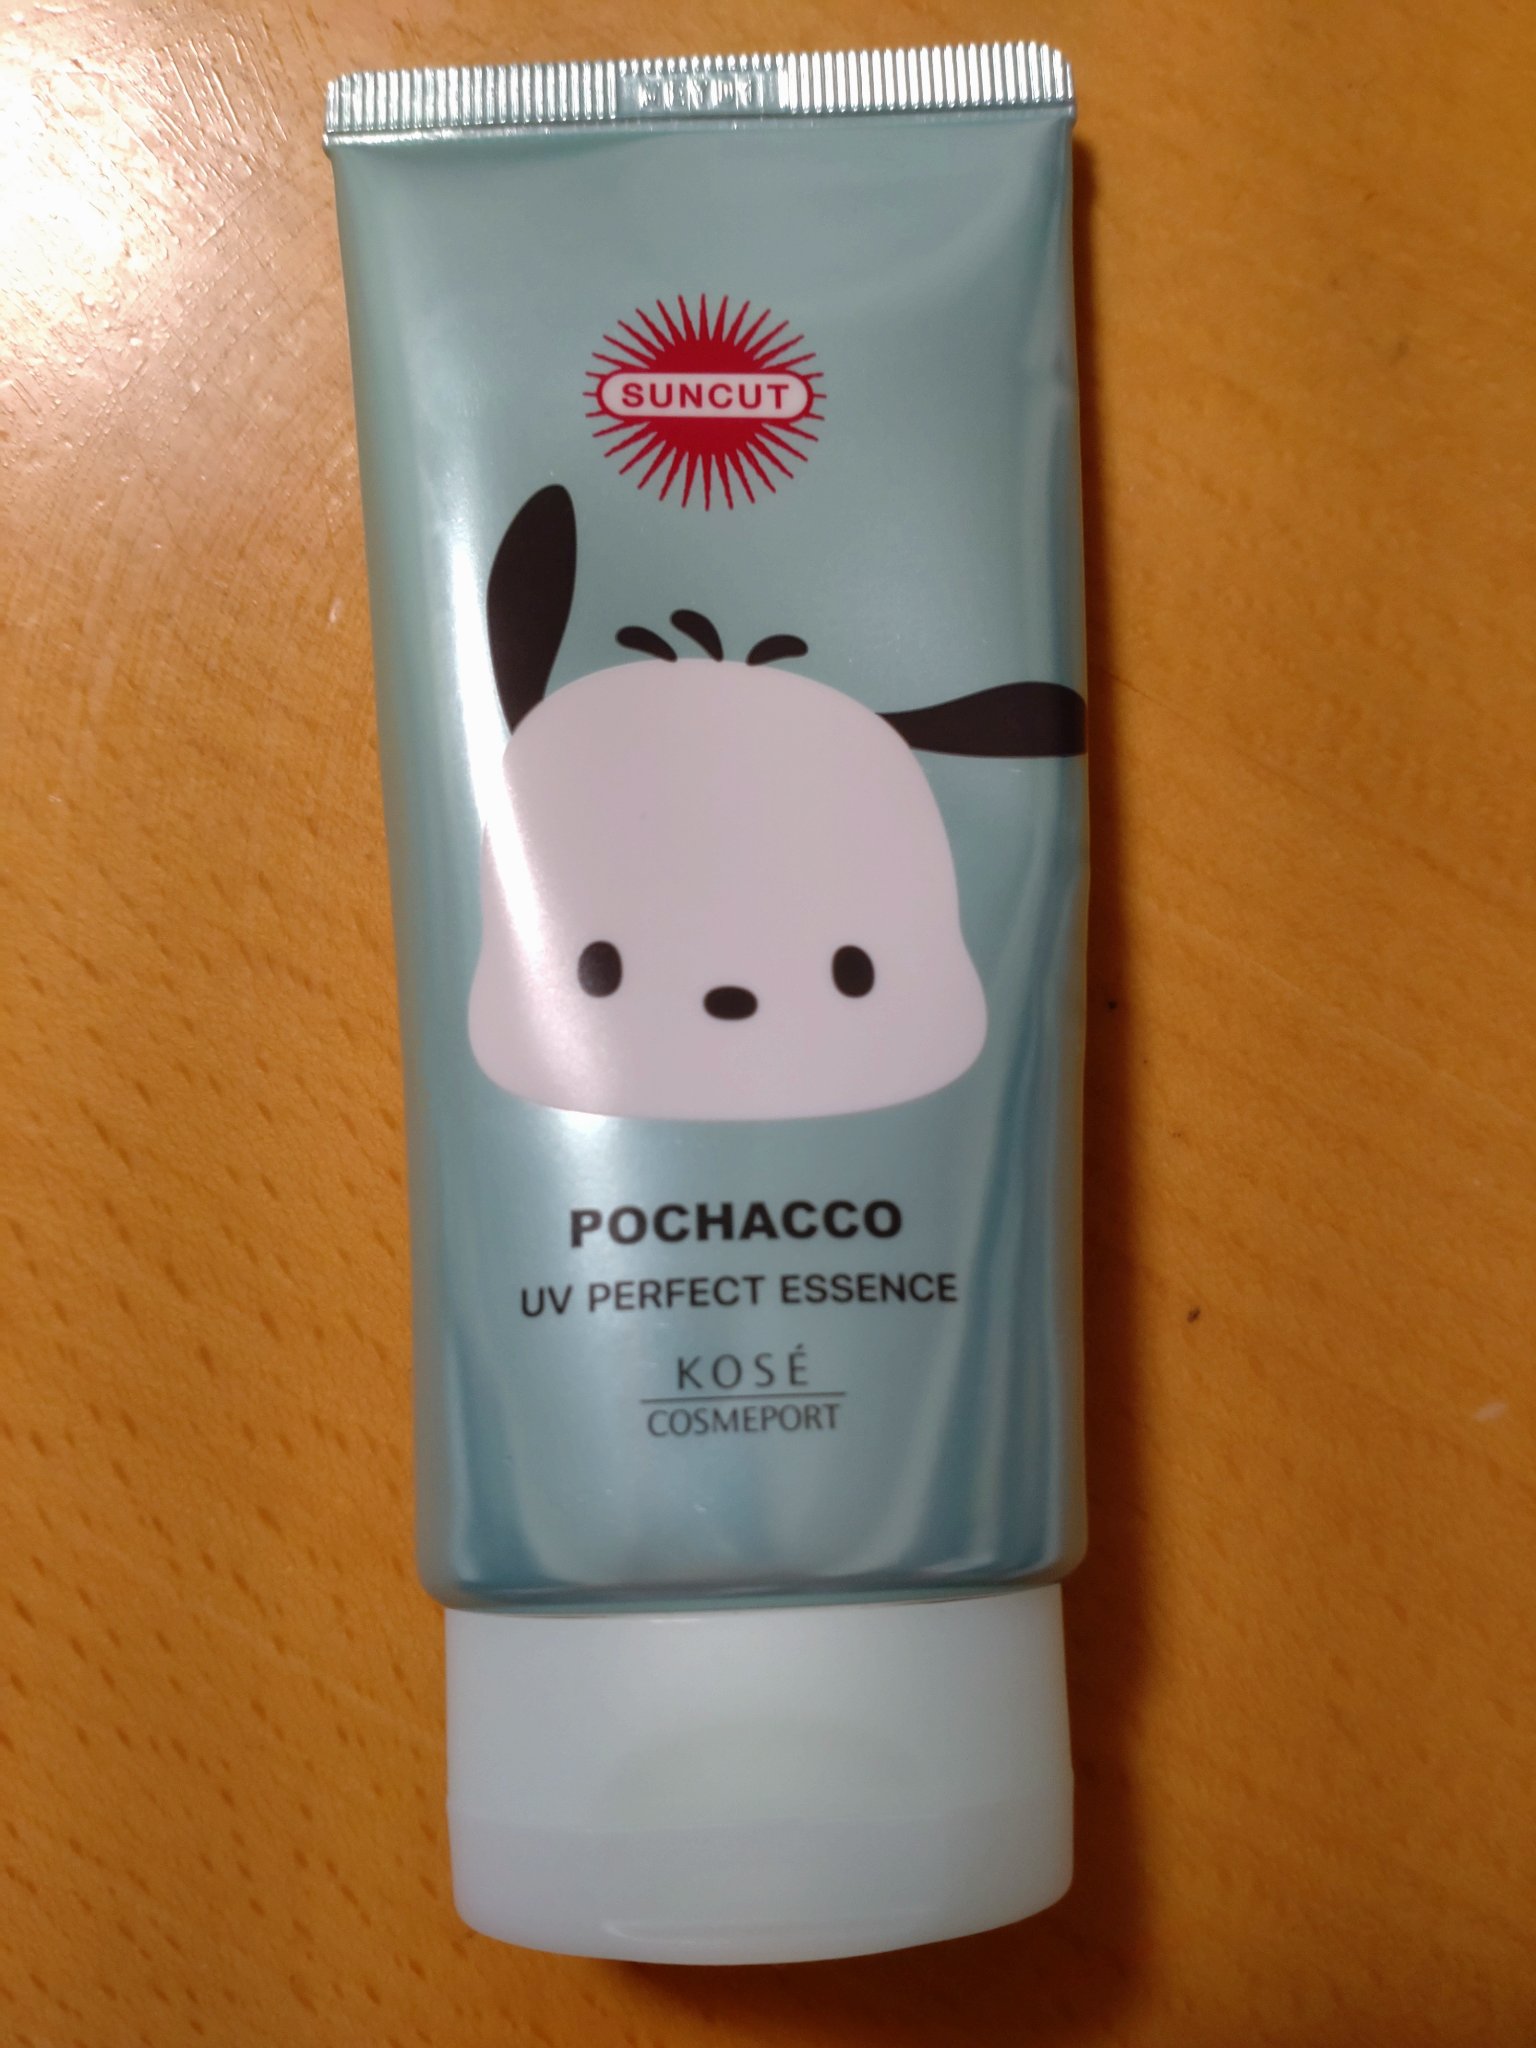 SUNCUT
POCHACCO
UV PERFECT ESSENCE
KOSÉ
COSMEPORT